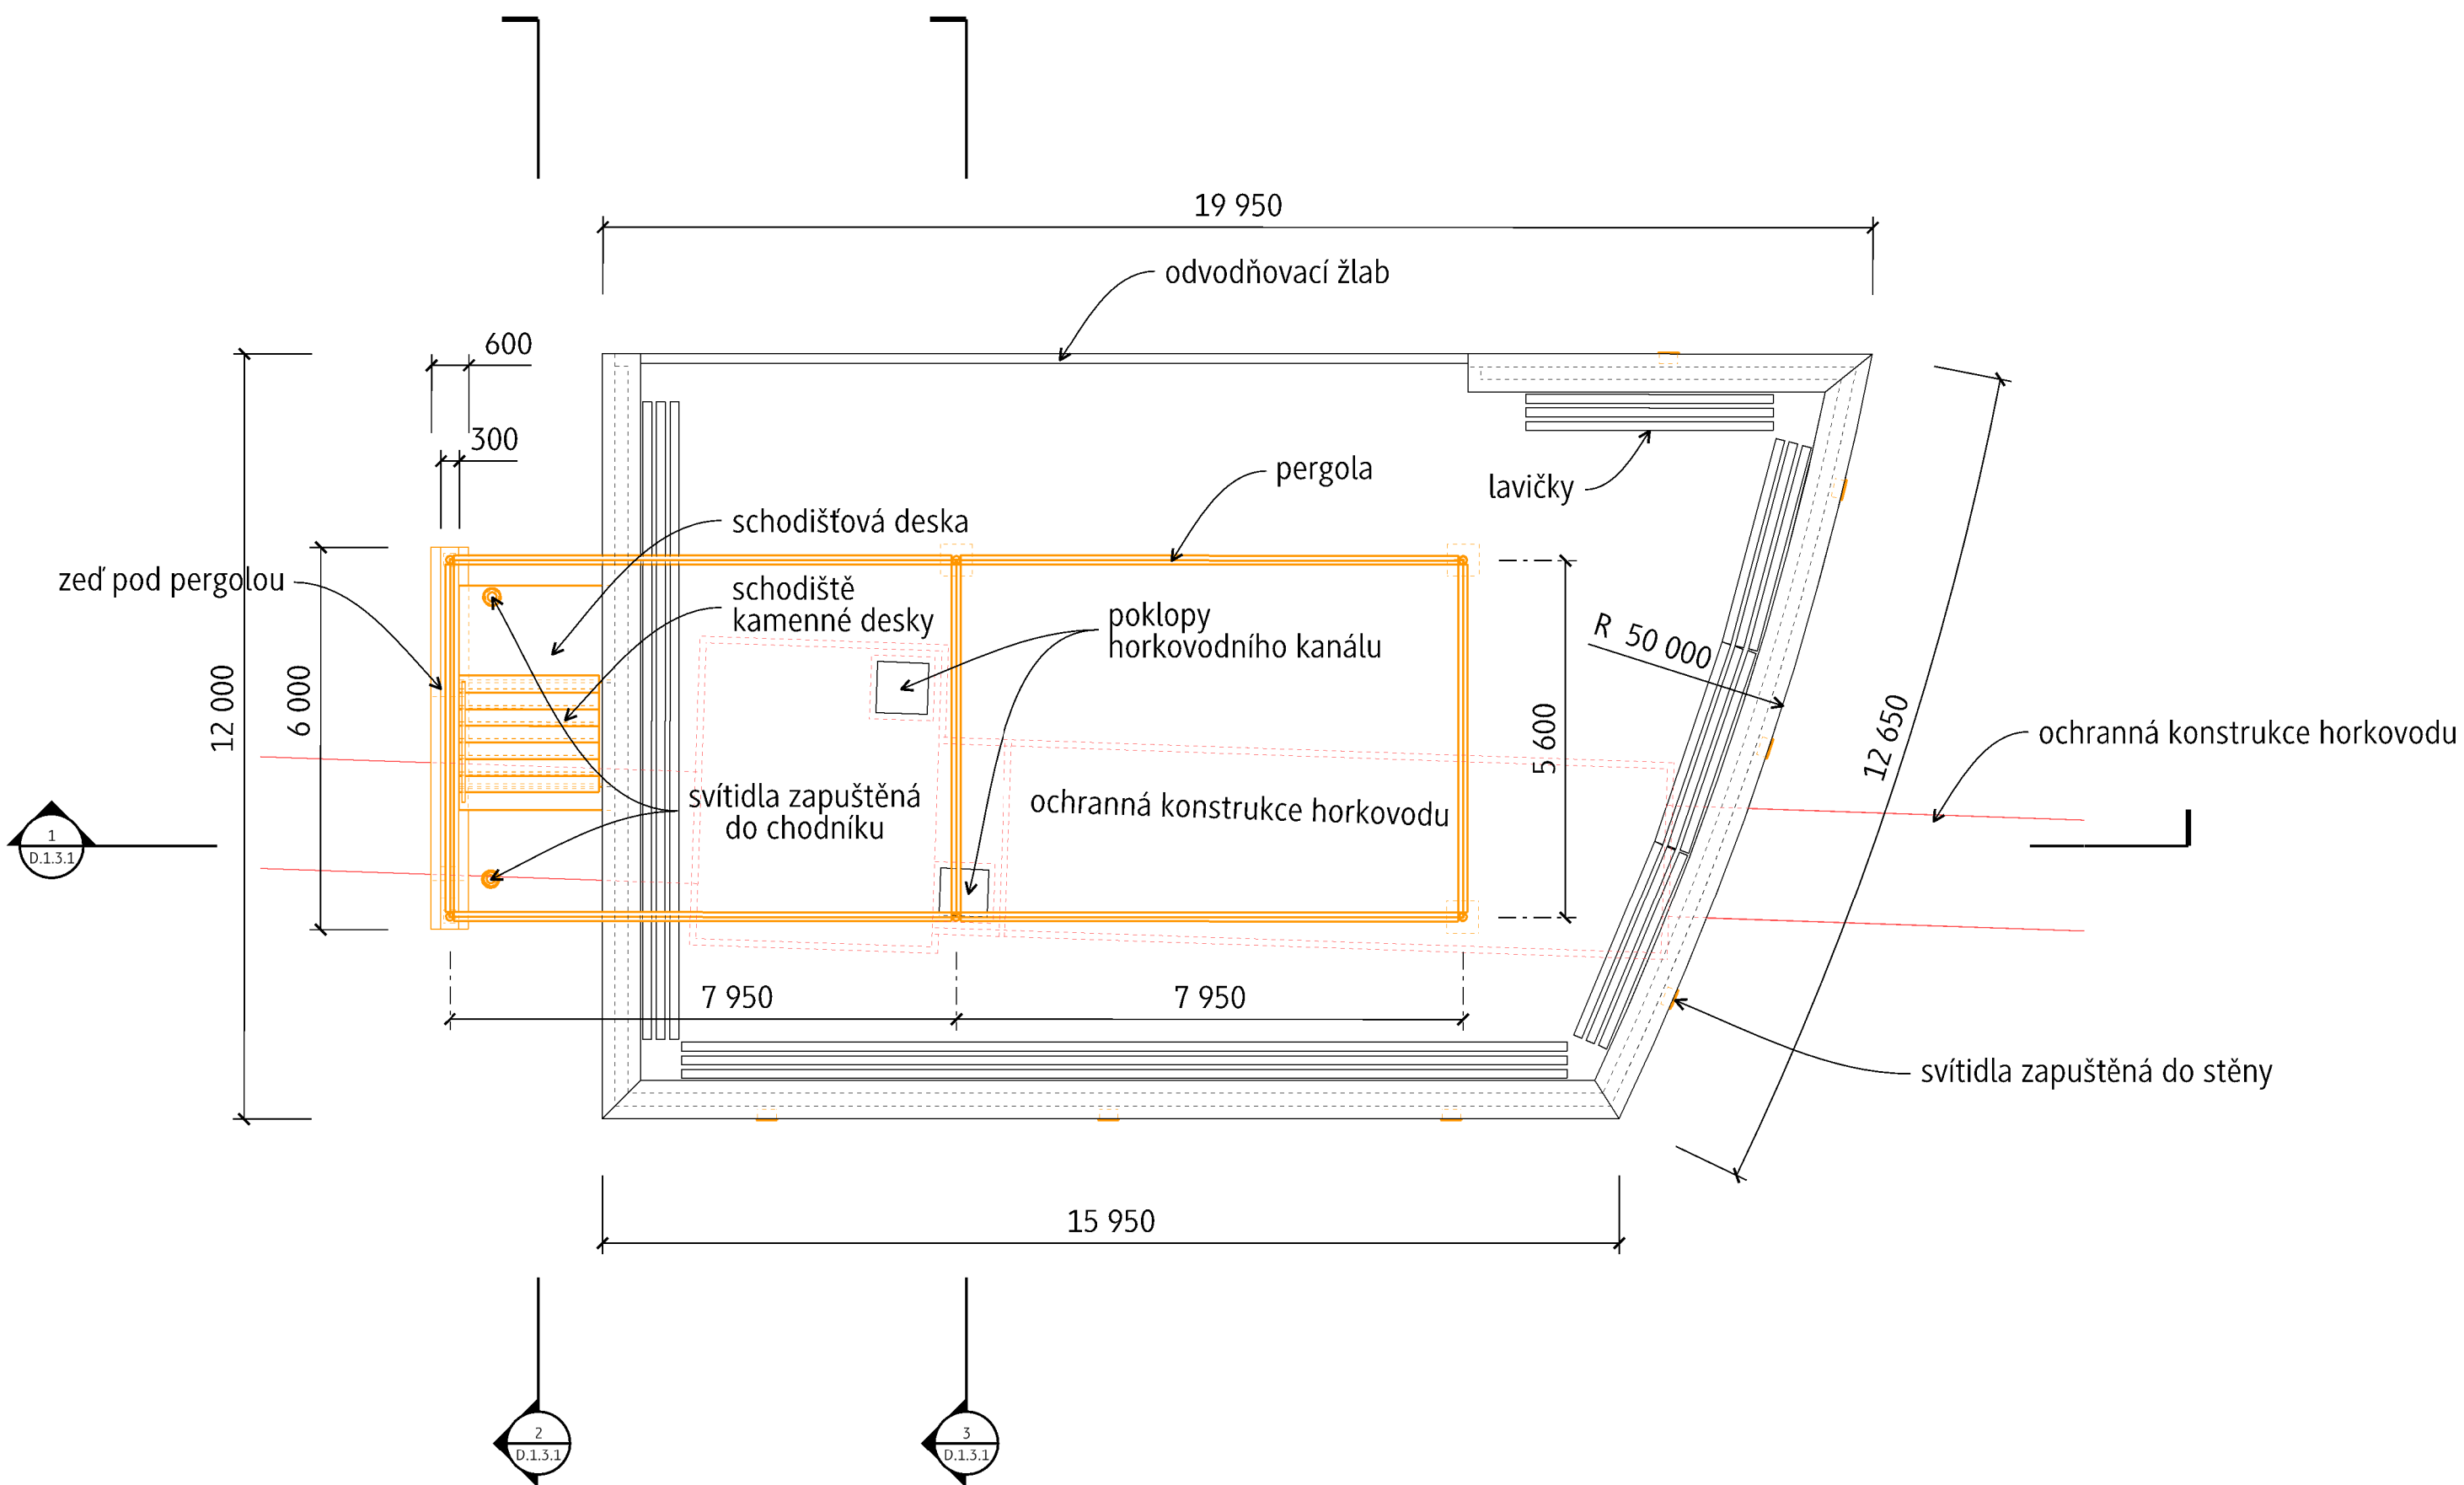 19 950
odvodňovací žlab
600
300
pergola
lavičky
schodišťová deska
zeď pod pergolou
schodiště
kamenné desky
poklopy
horkovodního kanálu
R 50 000
12 000
6 000
5 600
12 650
ochranná konstrukce horkovodu
svítidla zapuštěná
do chodníku
ochranná konstrukce horkovodu
1
D.1.3.1
7 950
7 950
svítidla zapuštěná do stěny
15 950
2
D.1.3.1
3
D.1.3.1